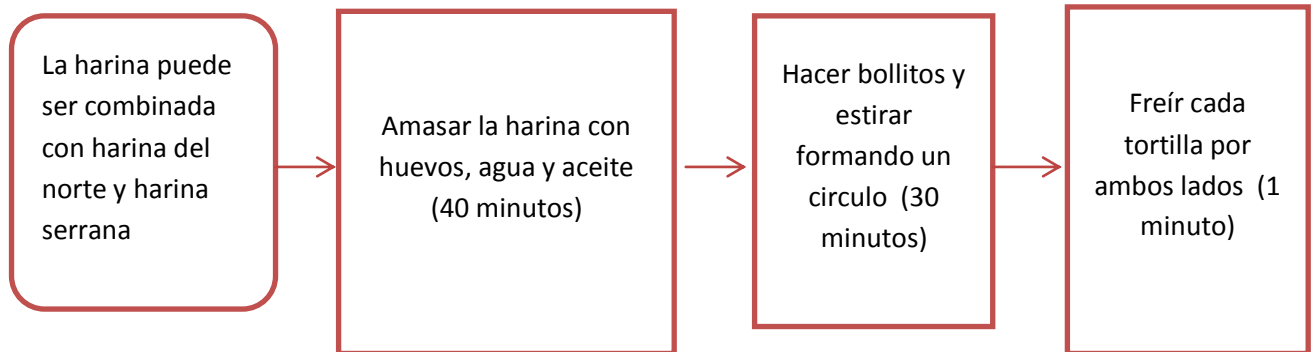 La harina puede
ser combinada
con harina del
norte y harina
serrana
Amasar la harina con
huevos, agua y aceite
(40 minutos)
Hacer bollitos y
estirar
formando un
circulo (30
minutos)
Freír cada
tortilla por
ambos lados (1
minuto)